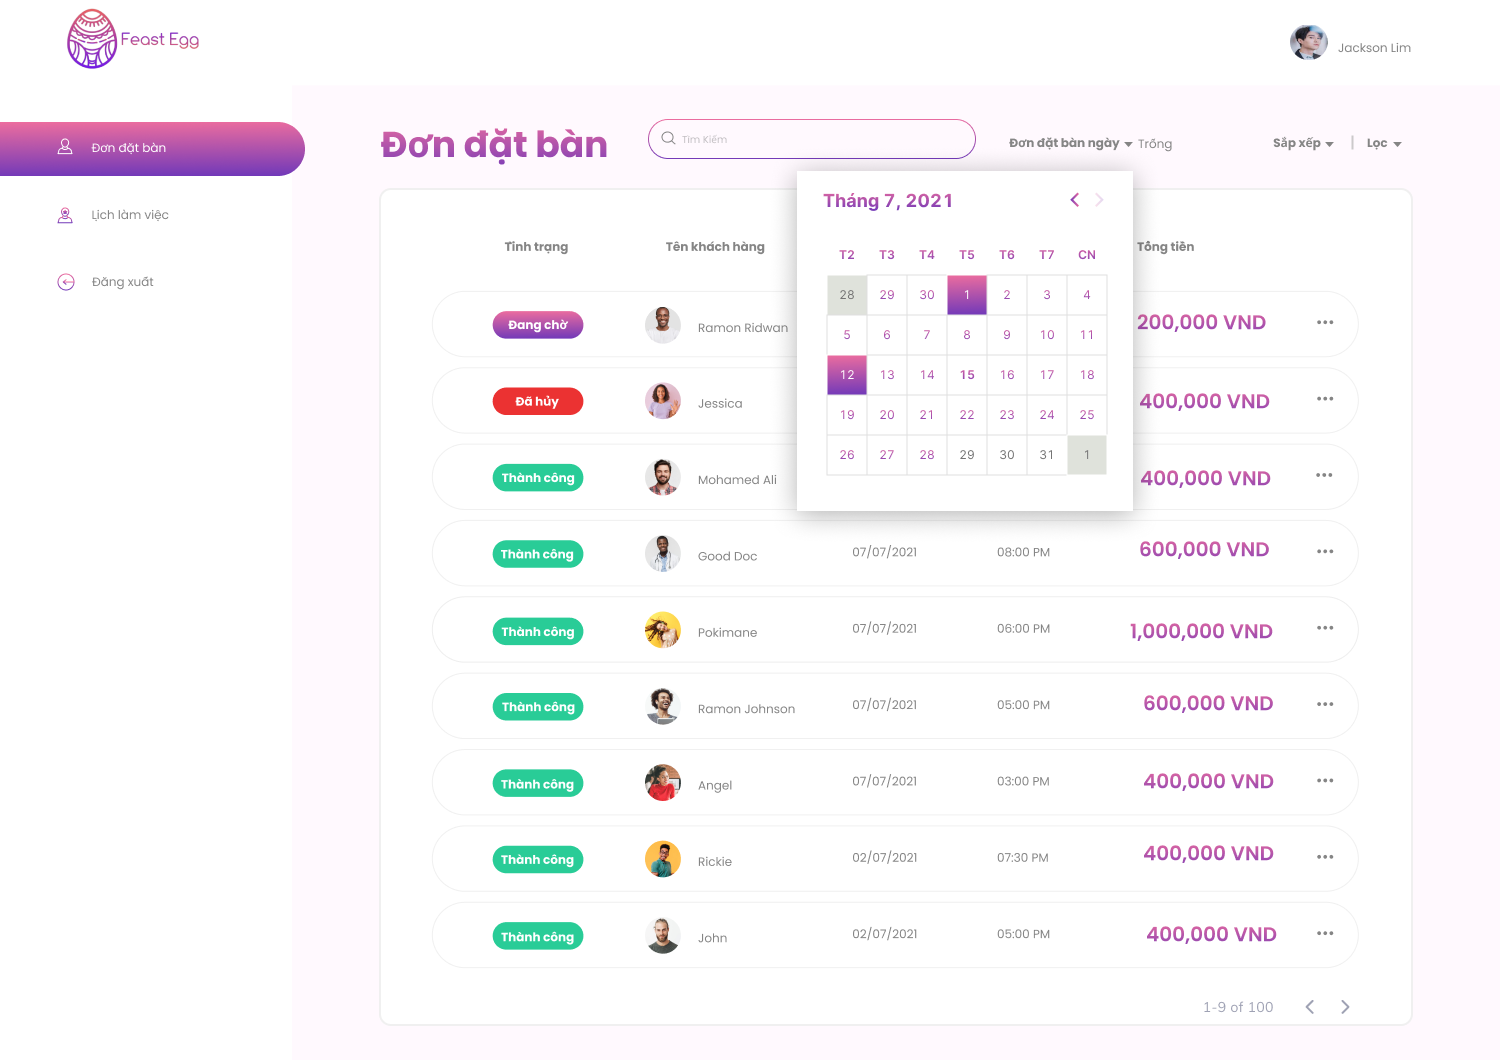 Feast Egg
Jackson Lim
Đơn đặt bàn
Lịch làm việc
Đăng xuất
Đơn đặt bàn
Tìm Kiếm
Đơn đặt bàn ngày Trống
Sắp xếp | Lọc
Tháng 7, 2021
T2 T3 T4 T5 T6 T7 CN
28 29 30 1 2 3 4
5 6 7 8 9 10 11
12 13 14 15 16 17 18
19 20 21 22 23 24 25
26 27 28 29 30 31 1
Tình trạng Tên khách hàng Tổng tiền
Đang chờ Ramon Ridwan 200,000 VND
Đã hủy Jessica 400,000 VND
Thành công Mohamed Ali 400,000 VND
Thành công Good Doc 07/07/2021 08:00 PM 600,000 VND
Thành công Pokimane 07/07/2021 06:00 PM 1,000,000 VND
Thành công Ramon Johnson 07/07/2021 05:00 PM 600,000 VND
Thành công Angel 07/07/2021 03:00 PM 400,000 VND
Thành công Rickie 02/07/2021 07:30 PM 400,000 VND
Thành công John 02/07/2021 05:00 PM 400,000 VND
1-9 of 100